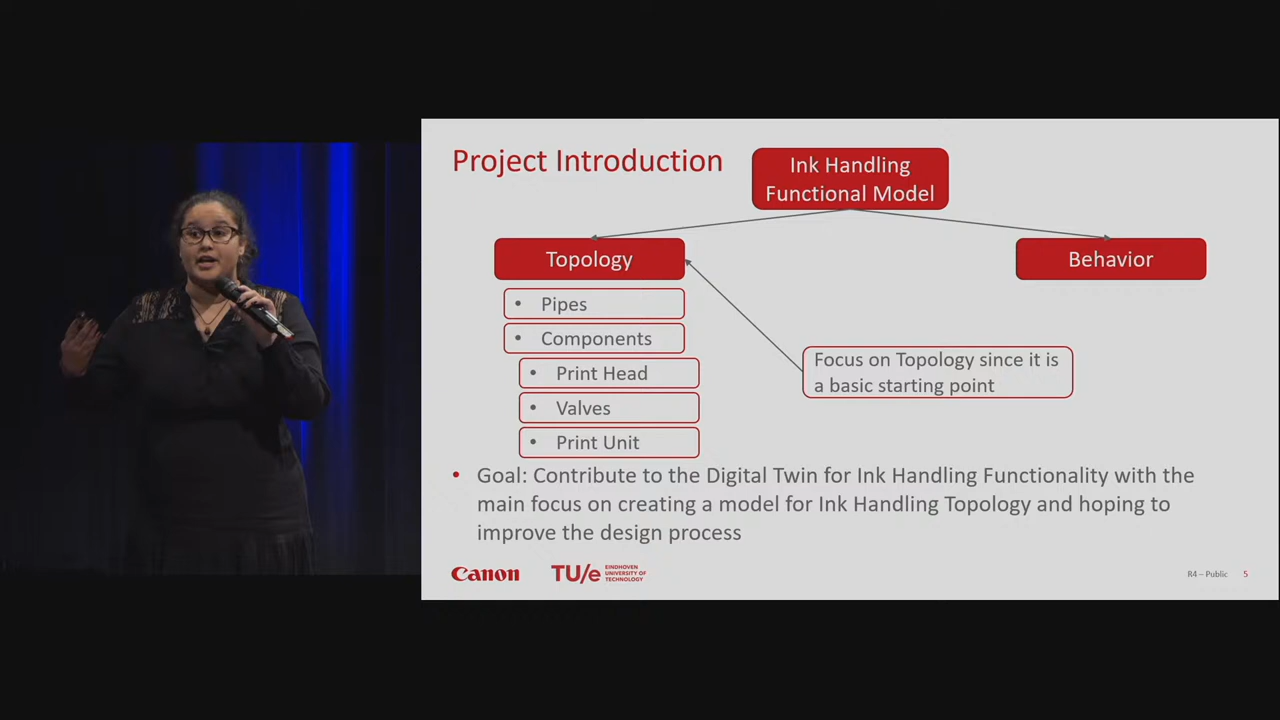 Project Introduction
Ink Handling
Functional Model
Topology
Behavior
• Pipes
• Components
• Print Head
• Valves
• Print Unit
Focus on Topology since it is
a basic starting point
• Goal: Contribute to the Digital Twin for Ink Handling Functionality with the
main focus on creating a model for Ink Handling Topology and hoping to
improve the design process
Canon
TU/e
EINDHOVEN
UNIVERSITY OF
TECHNOLOGY
R4 – Public
5